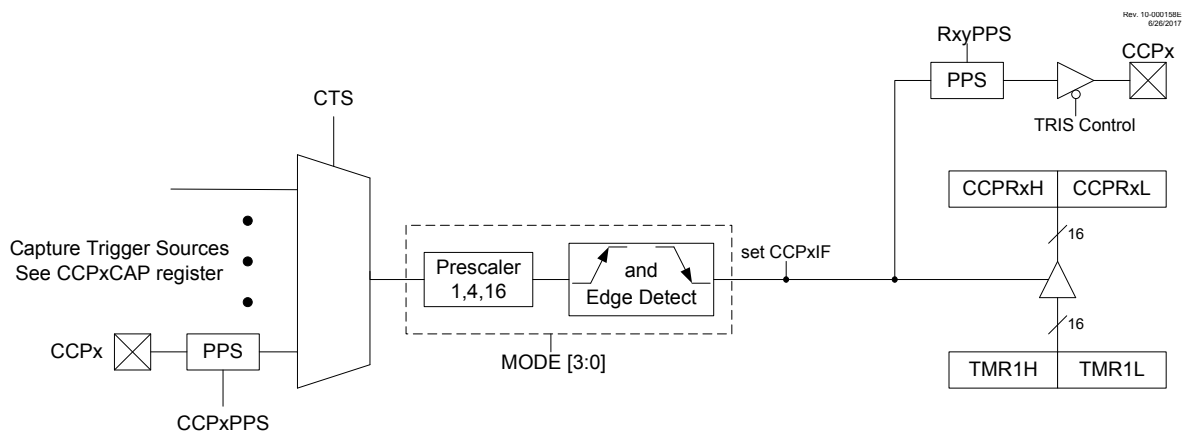 Rev. 10-000158E
6/26/2017
RxyPPS
CCPx
PPS
TRIS Control
CTS
CCPRxH
CCPRxL
16
Capture Trigger Sources
See CCPxCAP register
Prescaler
1,4,16
and
Edge Detect
set CCPxIF
16
CCPx
PPS
MODE [3:0]
TMR1H
TMR1L
CCPxPPS